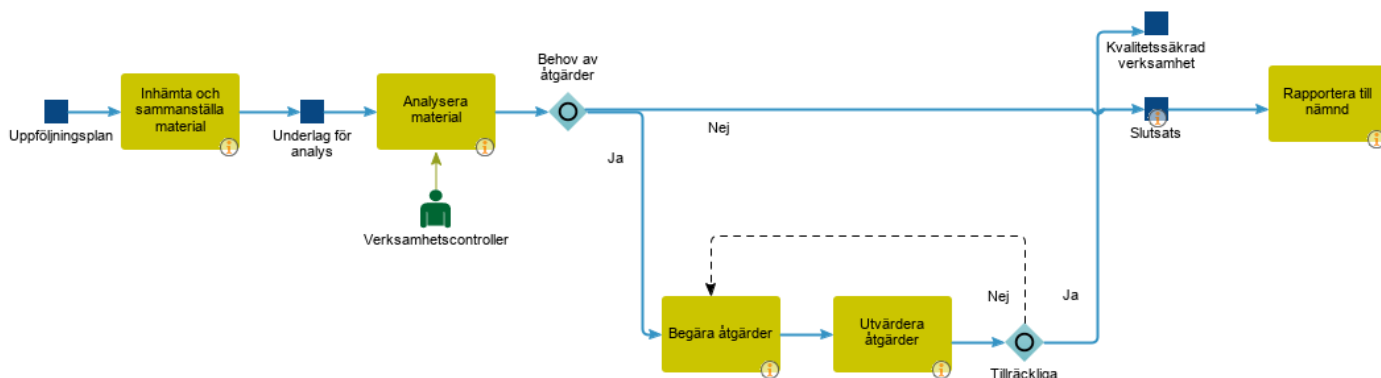 Uppföljningsplan
Inhämta och
sammanställa
material
Underlag för
analys
Analysera
material
Verksamhetscontroller
Behov av
åtgärder
Nej
Ja
Begära åtgärder
Utvärdera
åtgärder
Nej
Ja
Tillräckliga
Kvalitetssäkrad
verksamhet
Slutsats
Rapportera till
nämnd